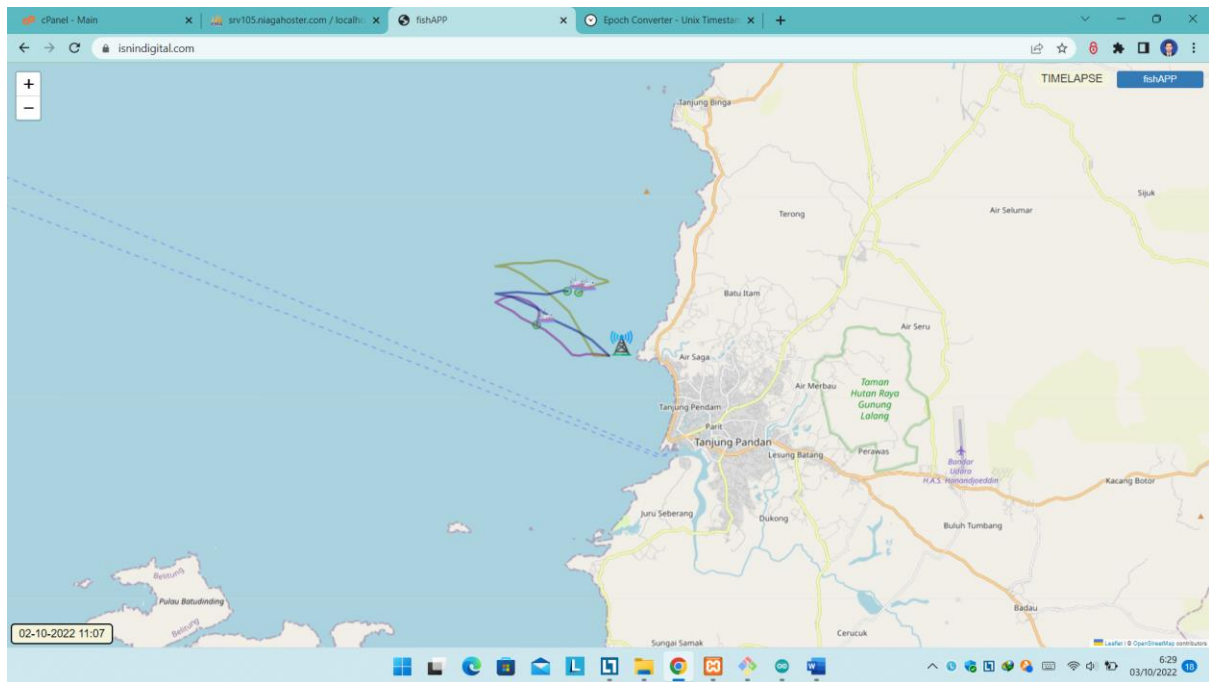 cPanel - Main
srv105.niagahoster.com / localho
fishAPP
Epoch Converter - Unix Timestam
isnindigital.com
+
−
TIMELAPSE
fishAPP
Tanjung Binga
Sijuk
Air Selumar
Terong
Batu Itam
Air Seru
Air Saga
Air Merbau
Taman
Hutan Raya
Gunung
Lalang
Tanjung Pendam
Parit
Tanjung Pandan
Lesung Batang
Perawas
Bandar
Udara
H.A.S. Hanandjoeddin
Kacang Botor
Juru Seberang
Dukong
Buluh Tumbang
Belitung
Pulau Batudinding
Belitung
Badau
02-10-2022 11:07
Cerucuk
Sungai Samak
Leaflet | © OpenStreetMap contributors
6:29
03/10/2022
18